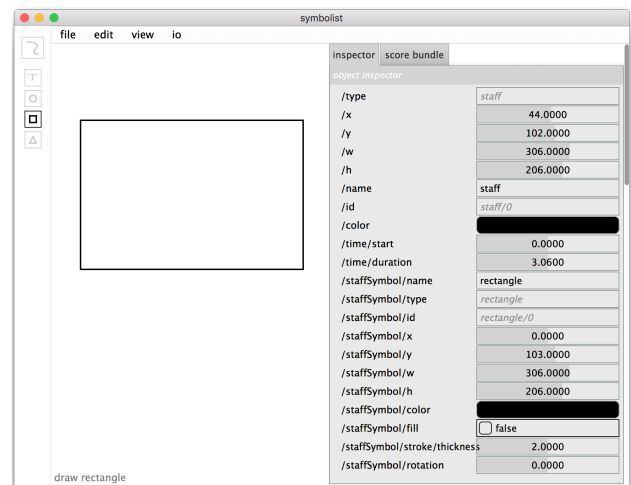 symbolist
file edit view io
inspector score bundle
object inspector
T
/type staff
/x 44.0000
/y 102.0000
/w 306.0000
/h 206.0000
/name staff
/id staff/0
/color
/time/start 0.0000
/time/duration 3.0600
/staffSymbol/name rectangle
/staffSymbol/type rectangle
/staffSymbol/id rectangle/0
/staffSymbol/x 0.0000
/staffSymbol/y 103.0000
/staffSymbol/w 306.0000
/staffSymbol/h 206.0000
/staffSymbol/color
/staffSymbol/fill false
/staffSymbol/stroke/thickness 2.0000
/staffSymbol/rotation 0.0000
draw rectangle